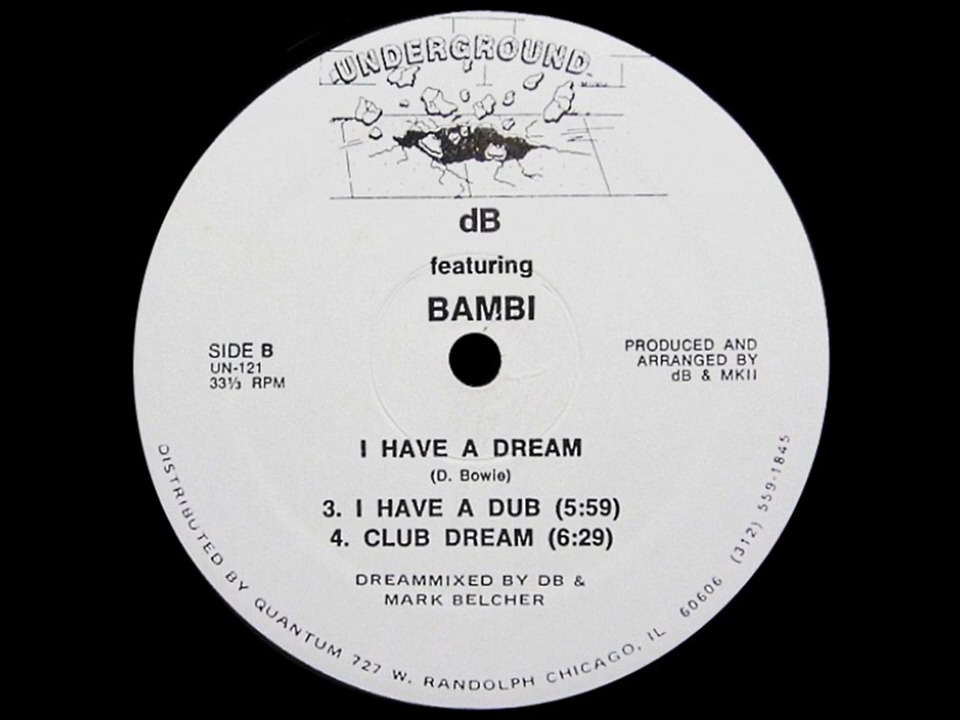 UNDERGROUND
dB
featuring
BAMBI
SIDE B
UN-121
33⅓ RPM
PRODUCED AND
ARRANGED BY
dB & MKII
I HAVE A DREAM
(D. Bowie)
3. I HAVE A DUB (5:59)
4. CLUB DREAM (6:29)
DREAMMIXED BY DB &
MARK BELCHER
DISTRIBUTED BY QUANTUM 727 W. RANDOLPH CHICAGO, IL 60606 (312) 559-1845